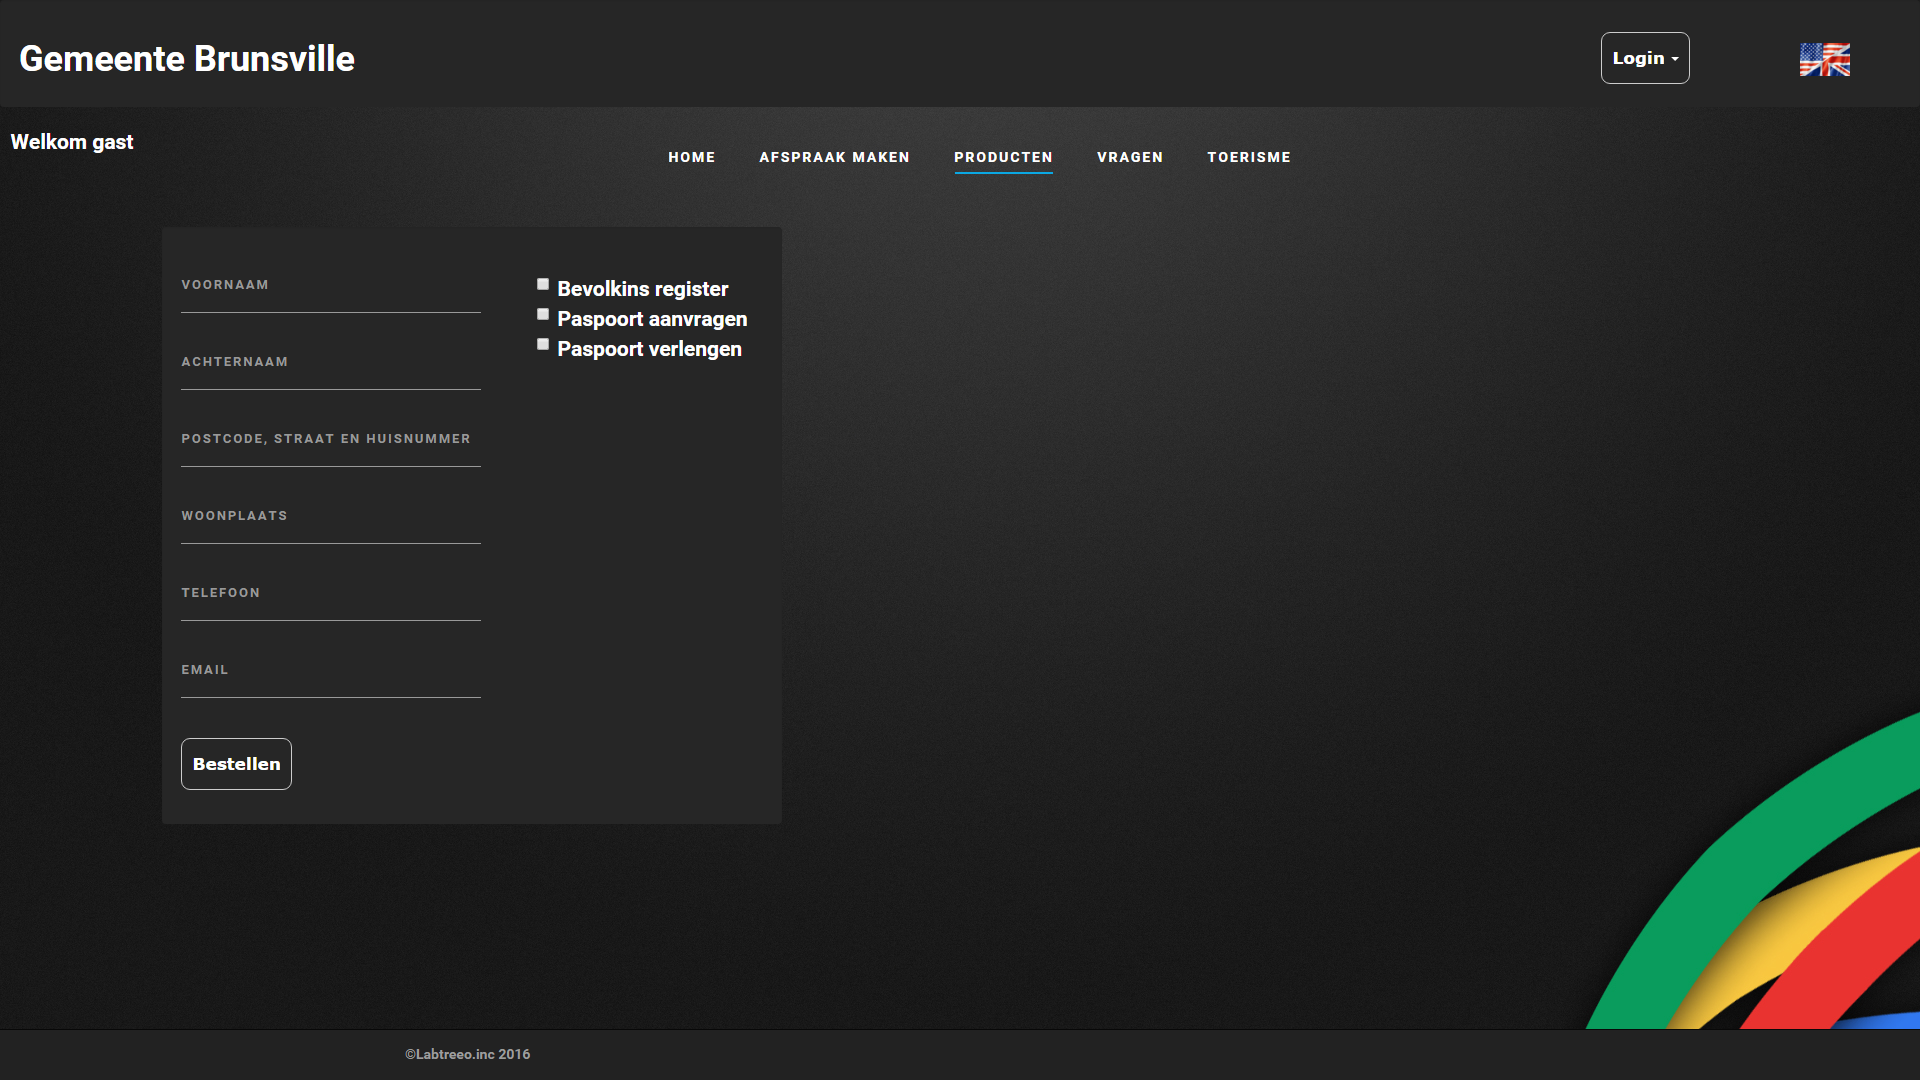 Gemeente Brunsville
Login
Welkom gast
HOME AFSPRAAK MAKEN PRODUCTEN VRAGEN TOERISME
VOORNAAM
ACHTERNAAM
POSTCODE, STRAAT EN HUISNUMMER
WOONPLAATS
TELEFOON
EMAIL
Bestellen
Bevolkins register
Paspoort aanvragen
Paspoort verlengen
©Labtreeo.inc 2016